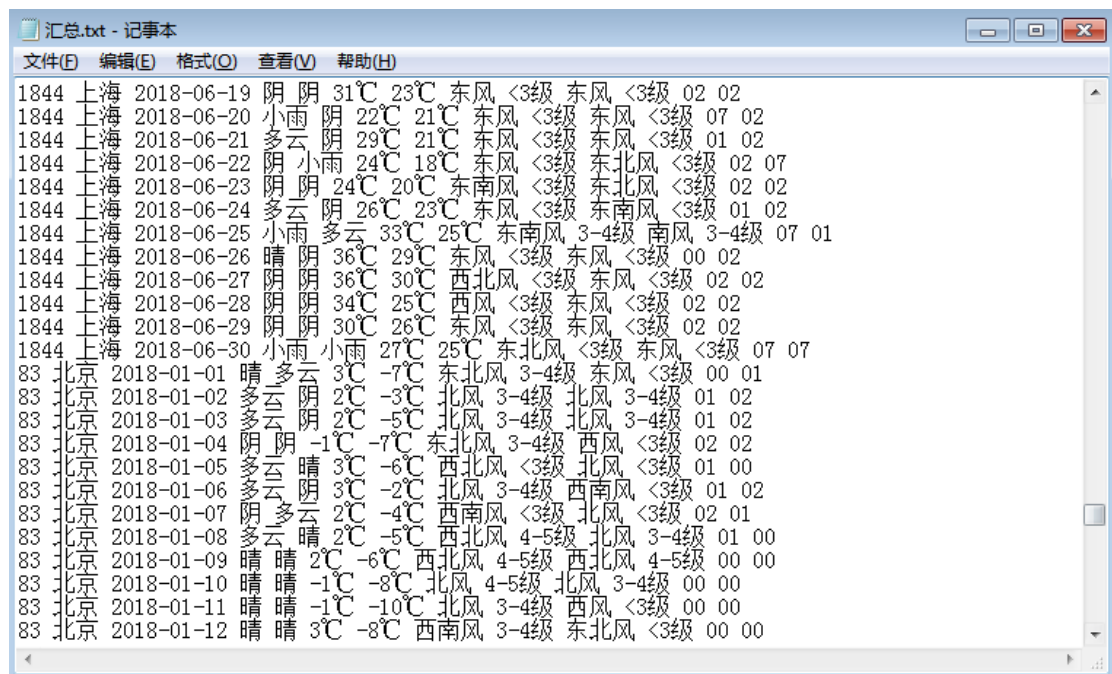 汇总.txt - 记事本
文件(F) 编辑(E) 格式(O) 查看(V) 帮助(H)
1844 上海 2018-06-19 阴 阴 31℃ 23℃ 东风 <3级 东风 <3级 02 02
1844 上海 2018-06-20 小雨 阴 22℃ 21℃ 东风 <3级 东风 <3级 07 02
1844 上海 2018-06-21 多云 阴 29℃ 21℃ 东风 <3级 东风 <3级 01 02
1844 上海 2018-06-22 阴 小雨 24℃ 18℃ 东风 <3级 东北风 <3级 02 07
1844 上海 2018-06-23 阴 阴 24℃ 20℃ 东南风 <3级 东北风 <3级 02 02
1844 上海 2018-06-24 多云 阴 26℃ 23℃ 东风 <3级 东南风 <3级 01 02
1844 上海 2018-06-25 小雨 多云 33℃ 25℃ 东南风 3-4级 南风 3-4级 07 01
1844 上海 2018-06-26 晴 阴 36℃ 29℃ 东风 <3级 东风 <3级 00 02
1844 上海 2018-06-27 阴 阴 36℃ 30℃ 西北风 <3级 东风 <3级 02 02
1844 上海 2018-06-28 阴 阴 34℃ 25℃ 西风 <3级 东风 <3级 02 02
1844 上海 2018-06-29 阴 阴 30℃ 26℃ 东风 <3级 东风 <3级 02 02
1844 上海 2018-06-30 小雨 小雨 27℃ 25℃ 东北风 <3级 东风 <3级 07 07
83 北京 2018-01-01 晴 多云 3℃ -7℃ 东北风 3-4级 东风 <3级 00 01
83 北京 2018-01-02 多云 阴 2℃ -3℃ 北风 3-4级 北风 3-4级 01 02
83 北京 2018-01-03 多云 阴 2℃ -5℃ 北风 3-4级 北风 3-4级 01 02
83 北京 2018-01-04 阴 阴 -1℃ -7℃ 东北风 3-4级 西风 <3级 02 02
83 北京 2018-01-05 多云 晴 3℃ -6℃ 西北风 <3级 北风 <3级 01 00
83 北京 2018-01-06 多云 阴 3℃ -2℃ 北风 3-4级 西南风 <3级 01 02
83 北京 2018-01-07 阴 多云 2℃ -4℃ 西南风 <3级 北风 <3级 02 01
83 北京 2018-01-08 多云 晴 2℃ -5℃ 西北风 4-5级 北风 3-4级 01 00
83 北京 2018-01-09 晴 晴 2℃ -6℃ 西北风 4-5级 西北风 4-5级 00 00
83 北京 2018-01-10 晴 晴 -1℃ -8℃ 北风 4-5级 北风 3-4级 00 00
83 北京 2018-01-11 晴 晴 -1℃ -10℃ 北风 3-4级 西风 <3级 00 00
83 北京 2018-01-12 晴 晴 3℃ -8℃ 西南风 3-4级 东北风 <3级 00 00